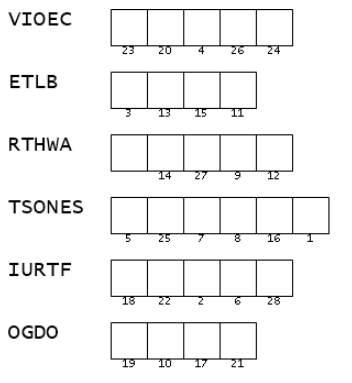 VIOEC
23 20 4 26 24
ETLB
3 13 15 11
RTHWA
14 27 9 12
TSONES
5 25 7 8 16 1
IURTF
18 22 2 6 28
OGDO
19 10 17 21